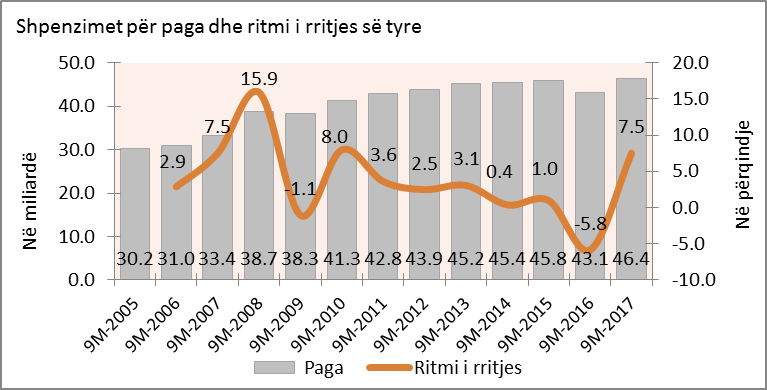 Shpenzimet për paga dhe ritmi i rritjes së tyre
50.0
40.0
30.0
20.0
10.0
0.0
Në miliardë
20.0
15.0
10.0
5.0
0.0
-5.0
-10.0
Në përqindje
2.9
7.5
15.9
-1.1
8.0
3.6
2.5
3.1
0.4
1.0
-5.8
7.5
30.2 31.0 33.4 38.7 38.3 41.3 42.8 43.9 45.2 45.4 45.8 43.1 46.4
9M-2005
9M-2006
9M-2007
9M-2008
9M-2009
9M-2010
9M-2011
9M-2012
9M-2013
9M-2014
9M-2015
9M-2016
9M-2017
Paga Ritmi i rritjes